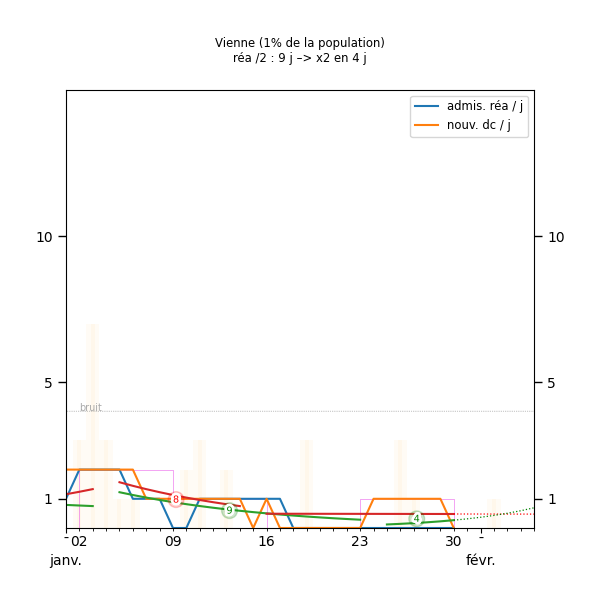 Vienne (1% de la population)
réa /2 : 9 j –> x2 en 4 j
admis. réa / j
nouv. dc / j
10 10
5 5
bruit
8
1 1
9
4
02 09 16 23 30
janv. févr.